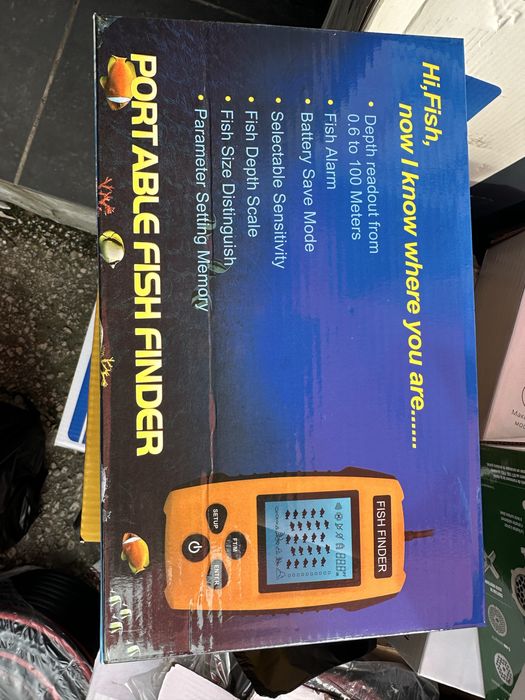 Hi,Fish,
now I know where you are......
• Depth readout from
0.6 to 100 Meters
• Fish Alarm
• Battery Save Mode
• Selectable Sensitivity
• Fish Depth Scale
• Fish Size Distinguish
• Parameter Setting Memory
FISH FINDER
SETUP
FT/M
ENTER
PORTABLE FISH FINDER